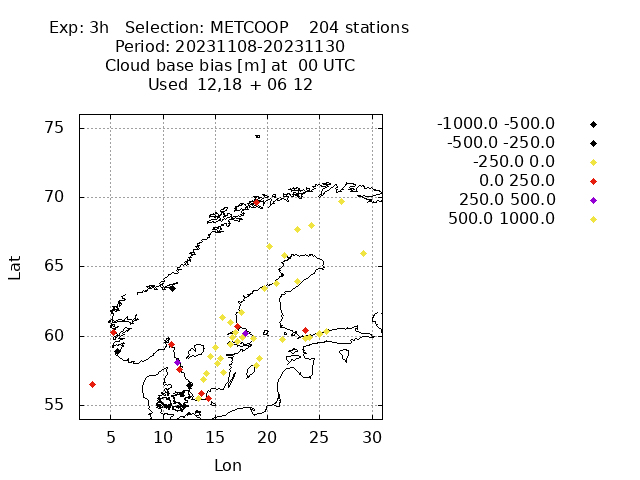 Exp: 3h   Selection: METCOOP    204 stations
Period: 20231108-20231130
Cloud base bias [m] at  00 UTC
Used 12,18 + 06 12
-1000.0 -500.0
-500.0 -250.0
-250.0 0.0
0.0 250.0
250.0 500.0
500.0 1000.0
75
70
65
60
55
Lat
5 10 15 20 25 30
Lon